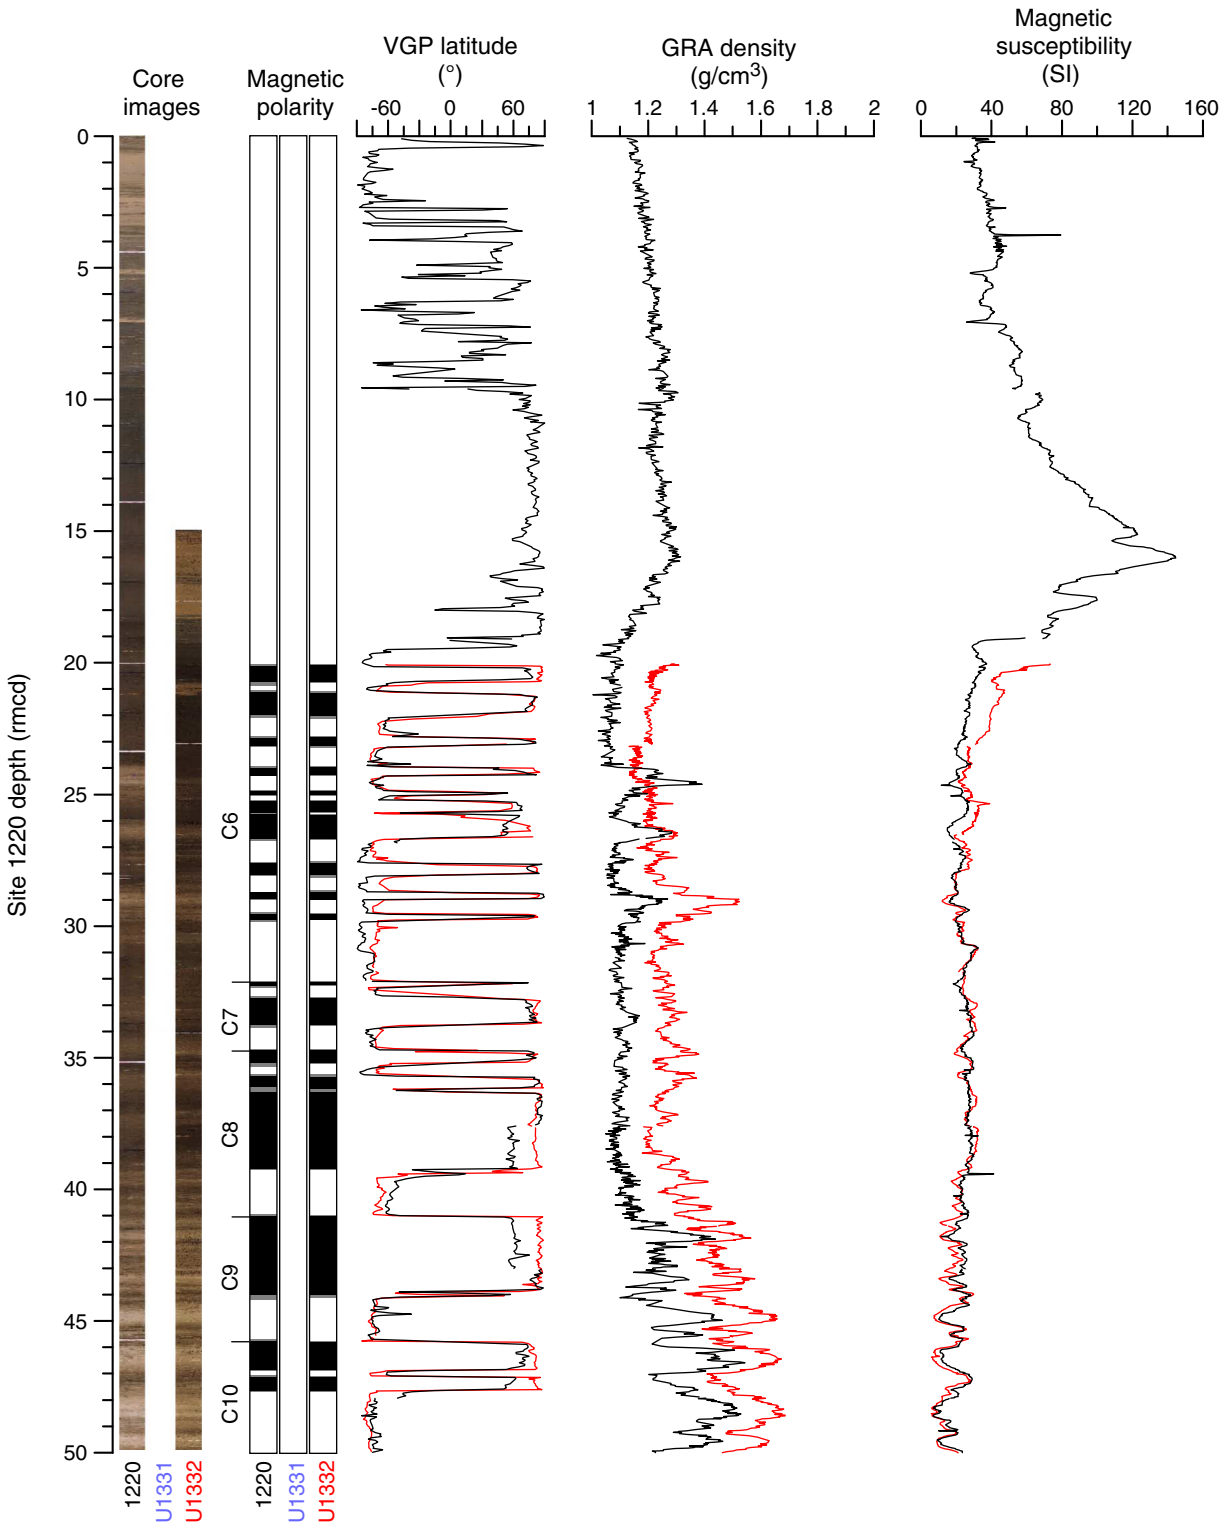 Core
images
Magnetic
polarity
VGP latitude
(°)
GRA density
(g/cm³)
Magnetic
susceptibility
(SI)
-60 0 60
1 1.2 1.4 1.6 1.8 2
0 40 80 120 160
0
5
10
15
20
25
30
35
40
45
50
Site 1220 depth (rmcd)
C6
C7
C8
C9
C10
1220
U1331
U1332
1220
U1331
U1332